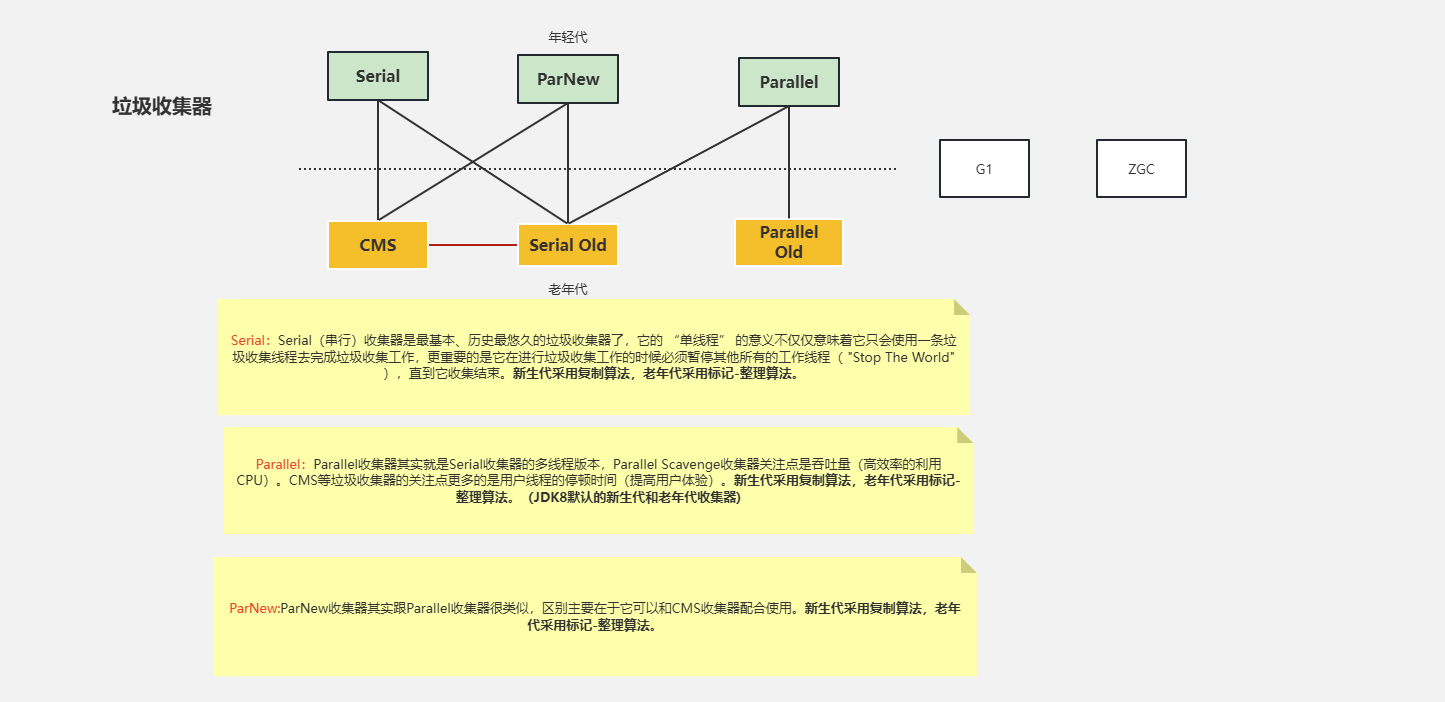 年轻代
Serial
ParNew
Parallel
垃圾收集器
G1
ZGC
CMS
Serial Old
Parallel
Old
老年代
Serial：Serial（串行）收集器是最基本、历史最悠久的垃圾收集器了，它的 “单线程” 的意义不仅仅意味着它只会使用一条垃
圾收集线程去完成垃圾收集工作，更重要的是它在进行垃圾收集工作的时候必须暂停其他所有的工作线程（ "Stop The World"
），直到它收集结束。新生代采用复制算法，老年代采用标记-整理算法。
Parallel：Parallel收集器其实就是Serial收集器的多线程版本，Parallel Scavenge收集器关注点是吞吐量（高效率的利用
CPU）。CMS等垃圾收集器的关注点更多的是用户线程的停顿时间（提高用户体验）。新生代采用复制算法，老年代采用标记-
整理算法。（JDK8默认的新生代和老年代收集器)
ParNew:ParNew收集器其实跟Parallel收集器很类似，区别主要在于它可以和CMS收集器配合使用。新生代采用复制算法，老年
代采用标记-整理算法。